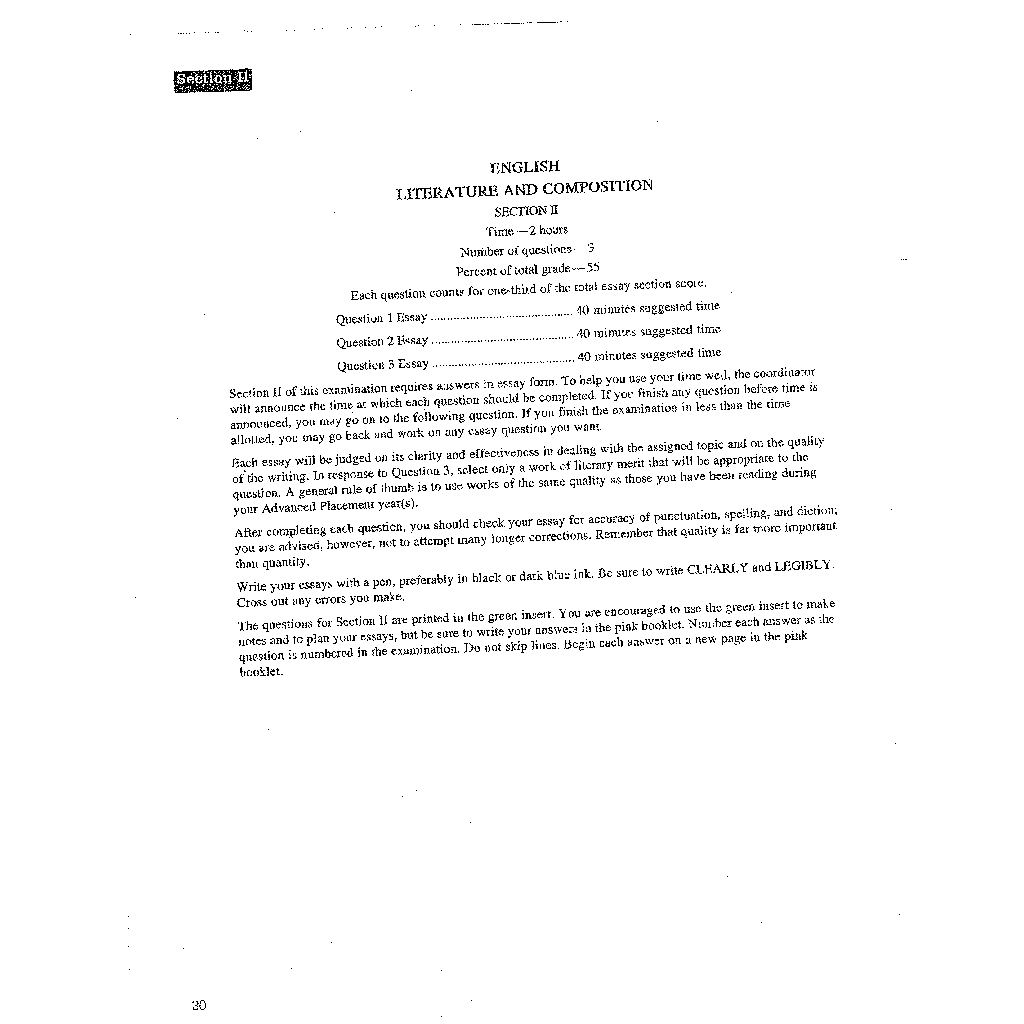 Section II
ENGLISH
LITERATURE AND COMPOSITION
SECTION II
Time—2 hours
Number of questions—3
Percent of total grade—55
Each question counts for one-third of the total essay section score.
Question 1 Essay ............................................ 40 minutes suggested time
Question 2 Essay ............................................ 40 minutes suggested time
Question 3 Essay ............................................ 40 minutes suggested time
Section II of this examination requires answers in essay form. To help you use your time well, the coordinator
will announce the time at which each question should be completed. If you finish any question before time is
announced, you may go on to the following question. If you finish the examination in less than the time
allotted, you may go back and work on any essay question you want.
Each essay will be judged on its clarity and effectiveness in dealing with the assigned topic and on the quality
of the writing. In response to Question 3, select only a work of literary merit that will be appropriate to the
question. A general rule of thumb is to use works of the same quality as those you have been reading during
your Advanced Placement year(s).
After completing each question, you should check your essay for accuracy of punctuation, spelling, and diction;
you are advised, however, not to attempt many longer corrections. Remember that quality is far more important
than quantity.
Write your essays with a pen, preferably in black or dark blue ink. Be sure to write CLEARLY and LEGIBLY.
Cross out any errors you make.
The questions for Section II are printed in the green insert. You are encouraged to use the green insert to make
notes and to plan your essays, but be sure to write your answers in the pink booklet. Number each answer as the
question is numbered in the examination. Do not skip lines. Begin each answer on a new page in the pink
booklet.
30